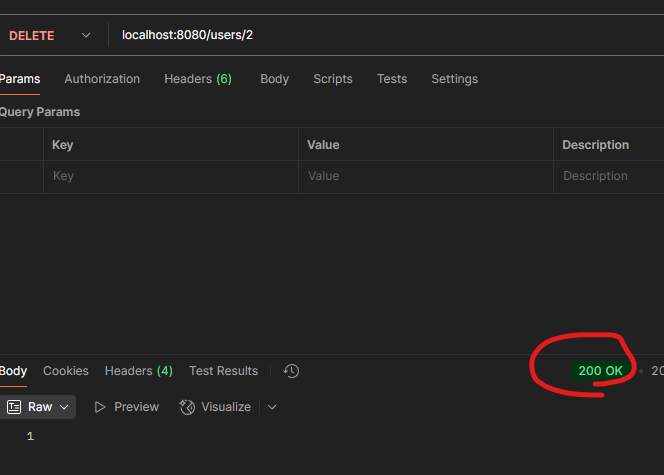 DELETE localhost:8080/users/2
Params Authorization Headers (6) Body Scripts Tests Settings
Query Params
Key Value Description
Key Value Description
Body Cookies Headers (4) Test Results 200 OK • 20
Raw Preview Visualize
1